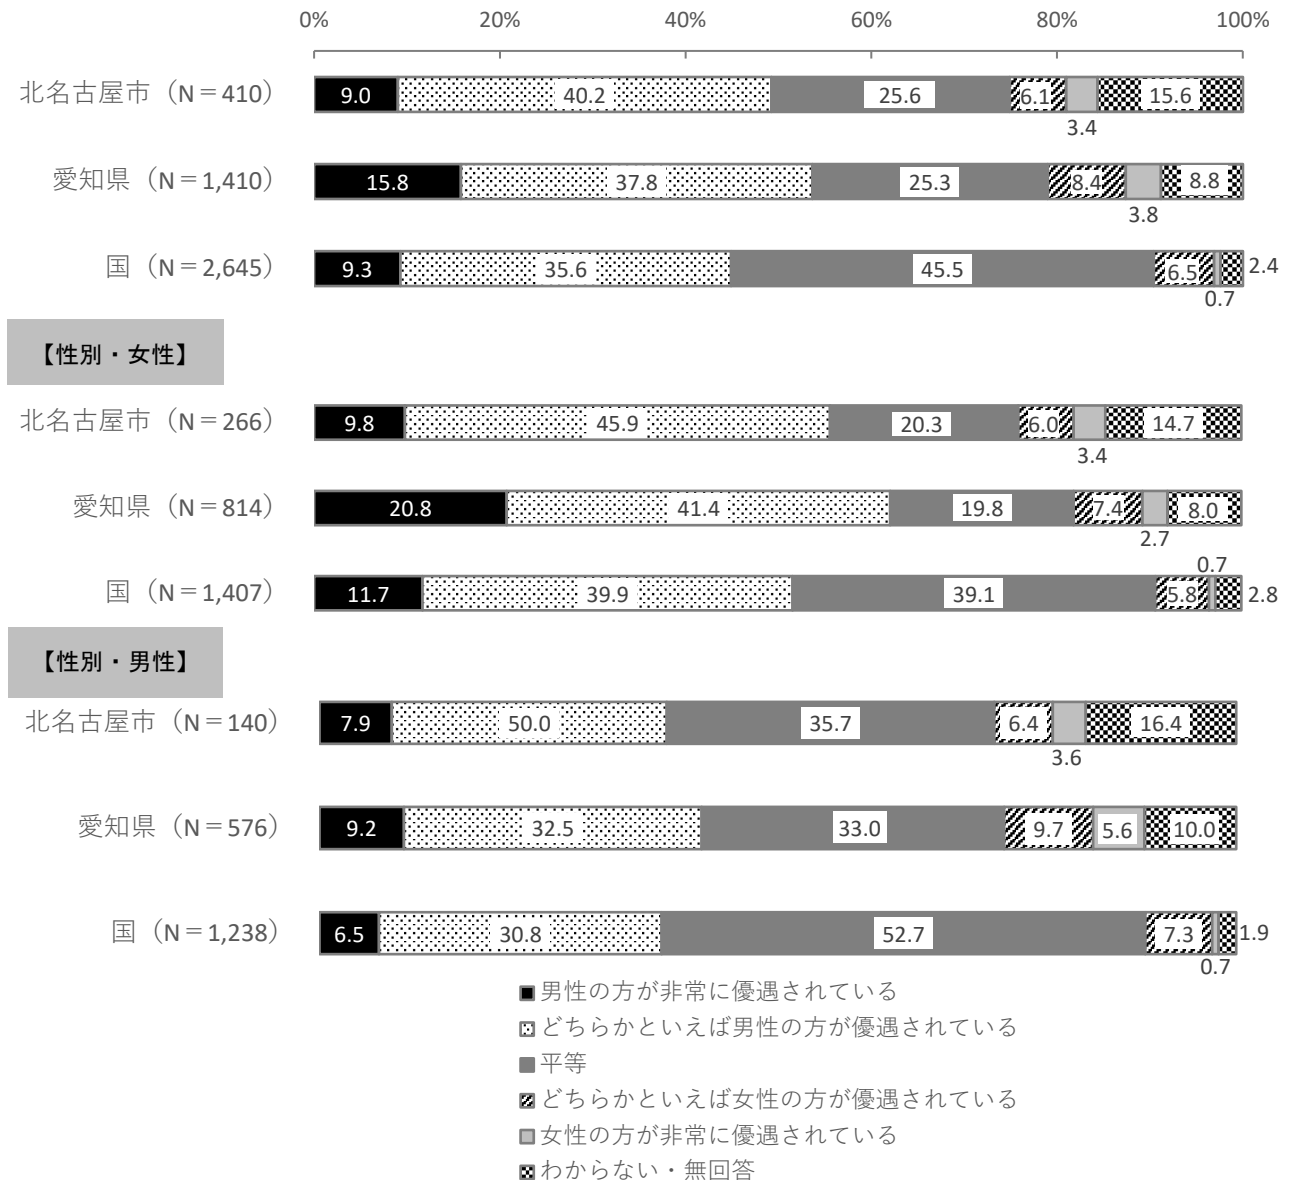 0% 20% 40% 60% 80% 100%
北名古屋市（N＝410） 9.0 40.2 25.6 6.1 15.6
3.4
愛知県（N＝1,410） 15.8 37.8 25.3 8.4 8.8
3.8
国（N＝2,645） 9.3 35.6 45.5 6.5 2.4
0.7
【性別・女性】
北名古屋市（N＝266） 9.8 45.9 20.3 6.0 14.7
3.4
愛知県（N＝814） 20.8 41.4 19.8 7.4 8.0
2.7
0.7
国（N＝1,407） 11.7 39.9 39.1 5.8 2.8
【性別・男性】
北名古屋市（N＝140） 7.9 50.0 35.7 6.4 16.4
3.6
愛知県（N＝576） 9.2 32.5 33.0 9.7 5.6 10.0
国（N＝1,238） 6.5 30.8 52.7 7.3 1.9
0.7
男性の方が非常に優遇されている
どちらかといえば男性の方が優遇されている
平等
どちらかといえば女性の方が優遇されている
女性の方が非常に優遇されている
わからない・無回答